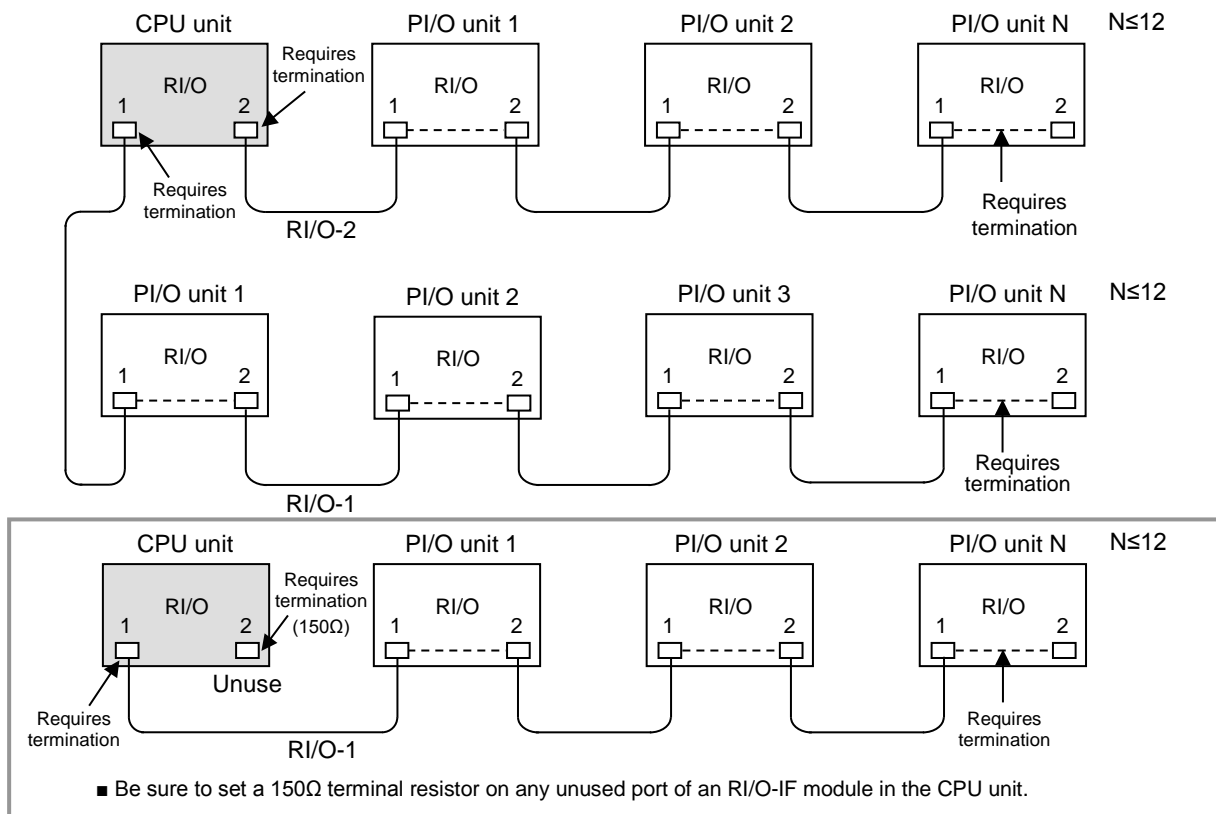 CPU unit
PI/O unit 1
PI/O unit 2
PI/O unit N
N≤12
Requires
termination
RI/O
1
2
RI/O
1
2
RI/O
1
2
RI/O
1
2
Requires
termination
RI/O-2
Requires
termination
PI/O unit 1
PI/O unit 2
PI/O unit 3
PI/O unit N
N≤12
RI/O
1
2
RI/O
1
2
RI/O
1
2
RI/O
1
2
Requires
termination
RI/O-1
CPU unit
PI/O unit 1
PI/O unit 2
PI/O unit N
N≤12
Requires
termination
(150Ω)
RI/O
1
2
RI/O
1
2
RI/O
1
2
RI/O
1
2
Unuse
Requires
termination
RI/O-1
Requires
termination
■ Be sure to set a 150Ω terminal resistor on any unused port of an RI/O-IF module in the CPU unit.